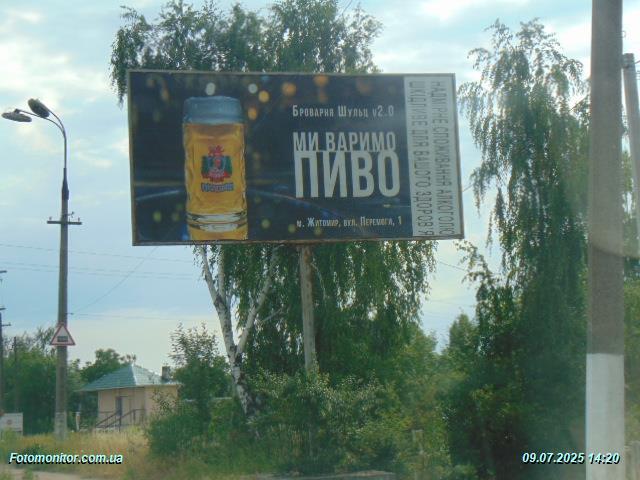 Броварня Шульц v2.0
МИ ВАРИМО
ПИВО
м. Житомир, вул. Перемоги, 1
НАДМІРНЕ СПОЖИВАННЯ АЛКОГОЛЮ
ШКІДЛИВЕ ДЛЯ ВАШОГО ЗДОРОВ'Я
Fotomonitor.com.ua
09.07.2025 14:20